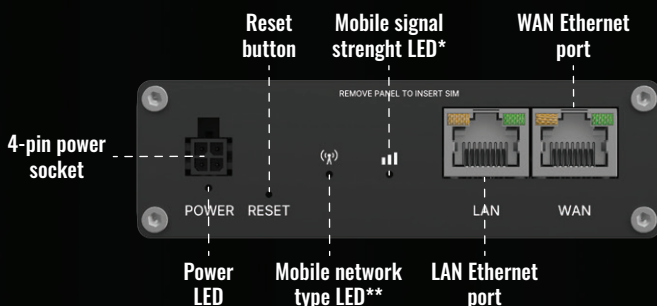 Reset
button
Mobile signal
strenght LED*
WAN Ethernet
port
REMOVE PANEL TO INSERT SIM
4-pin power
socket
POWER
RESET
LAN
WAN
Power
LED
Mobile network
type LED**
LAN Ethernet
port